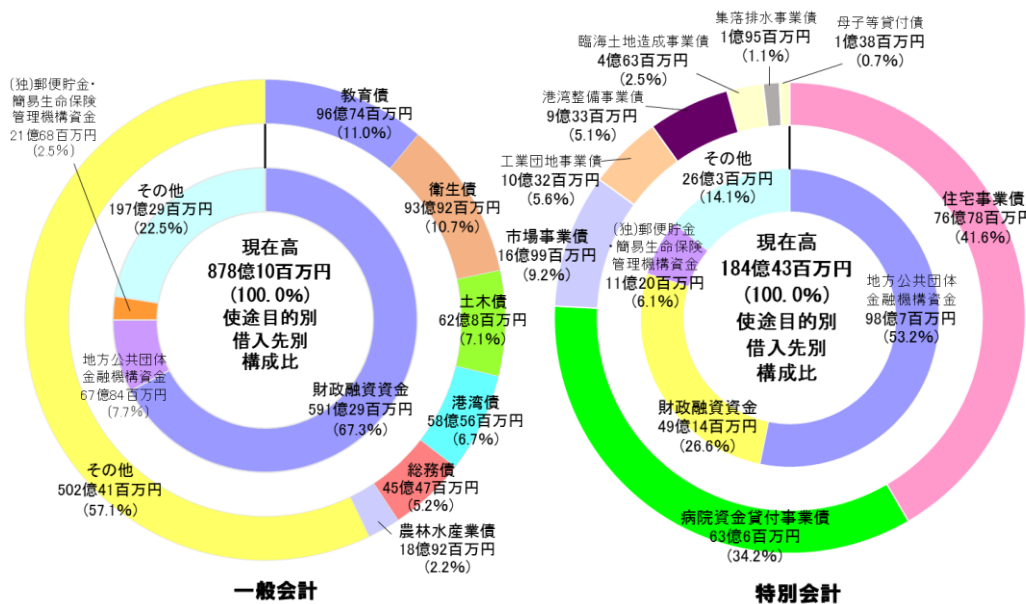 (独)郵便貯金・
簡易生命保険
管理機構資金
21億68百万円
(2.5%)
教育債
96億74百万円
(11.0%)
衛生債
93億92百万円
(10.7%)
土木債
62億8百万円
(7.1%)
港湾債
58億56百万円
(6.7%)
総務債
45億47百万円
(5.2%)
農林水産業債
18億92百万円
(2.2%)
その他
502億41百万円
(57.1%)
その他
197億29百万円
(22.5%)
地方公共団体
金融機構資金
67億84百万円
(7.7%)
財政融資資金
591億29百万円
(67.3%)
現在高
878億10百万円
(100.0%)
使途目的別
借入先別
構成比
一般会計
集落排水事業債
1億95百万円
(1.1%)
母子等貸付債
1億38百万円
(0.7%)
臨海土地造成事業債
4億63百万円
(2.5%)
港湾整備事業債
9億33百万円
(5.1%)
工業団地事業債
10億32百万円
(5.6%)
市場事業債
16億99百万円
(9.2%)
住宅事業債
76億78百万円
(41.6%)
病院資金貸付事業債
63億6百万円
(34.2%)
その他
26億3百万円
(14.1%)
(独)郵便貯金
・簡易生命保険
管理機構資金
11億20百万円
(6.1%)
財政融資資金
49億14百万円
(26.6%)
地方公共団体
金融機構資金
98億7百万円
(53.2%)
現在高
184億43百万円
(100.0%)
使途目的別
借入先別
構成比
特別会計